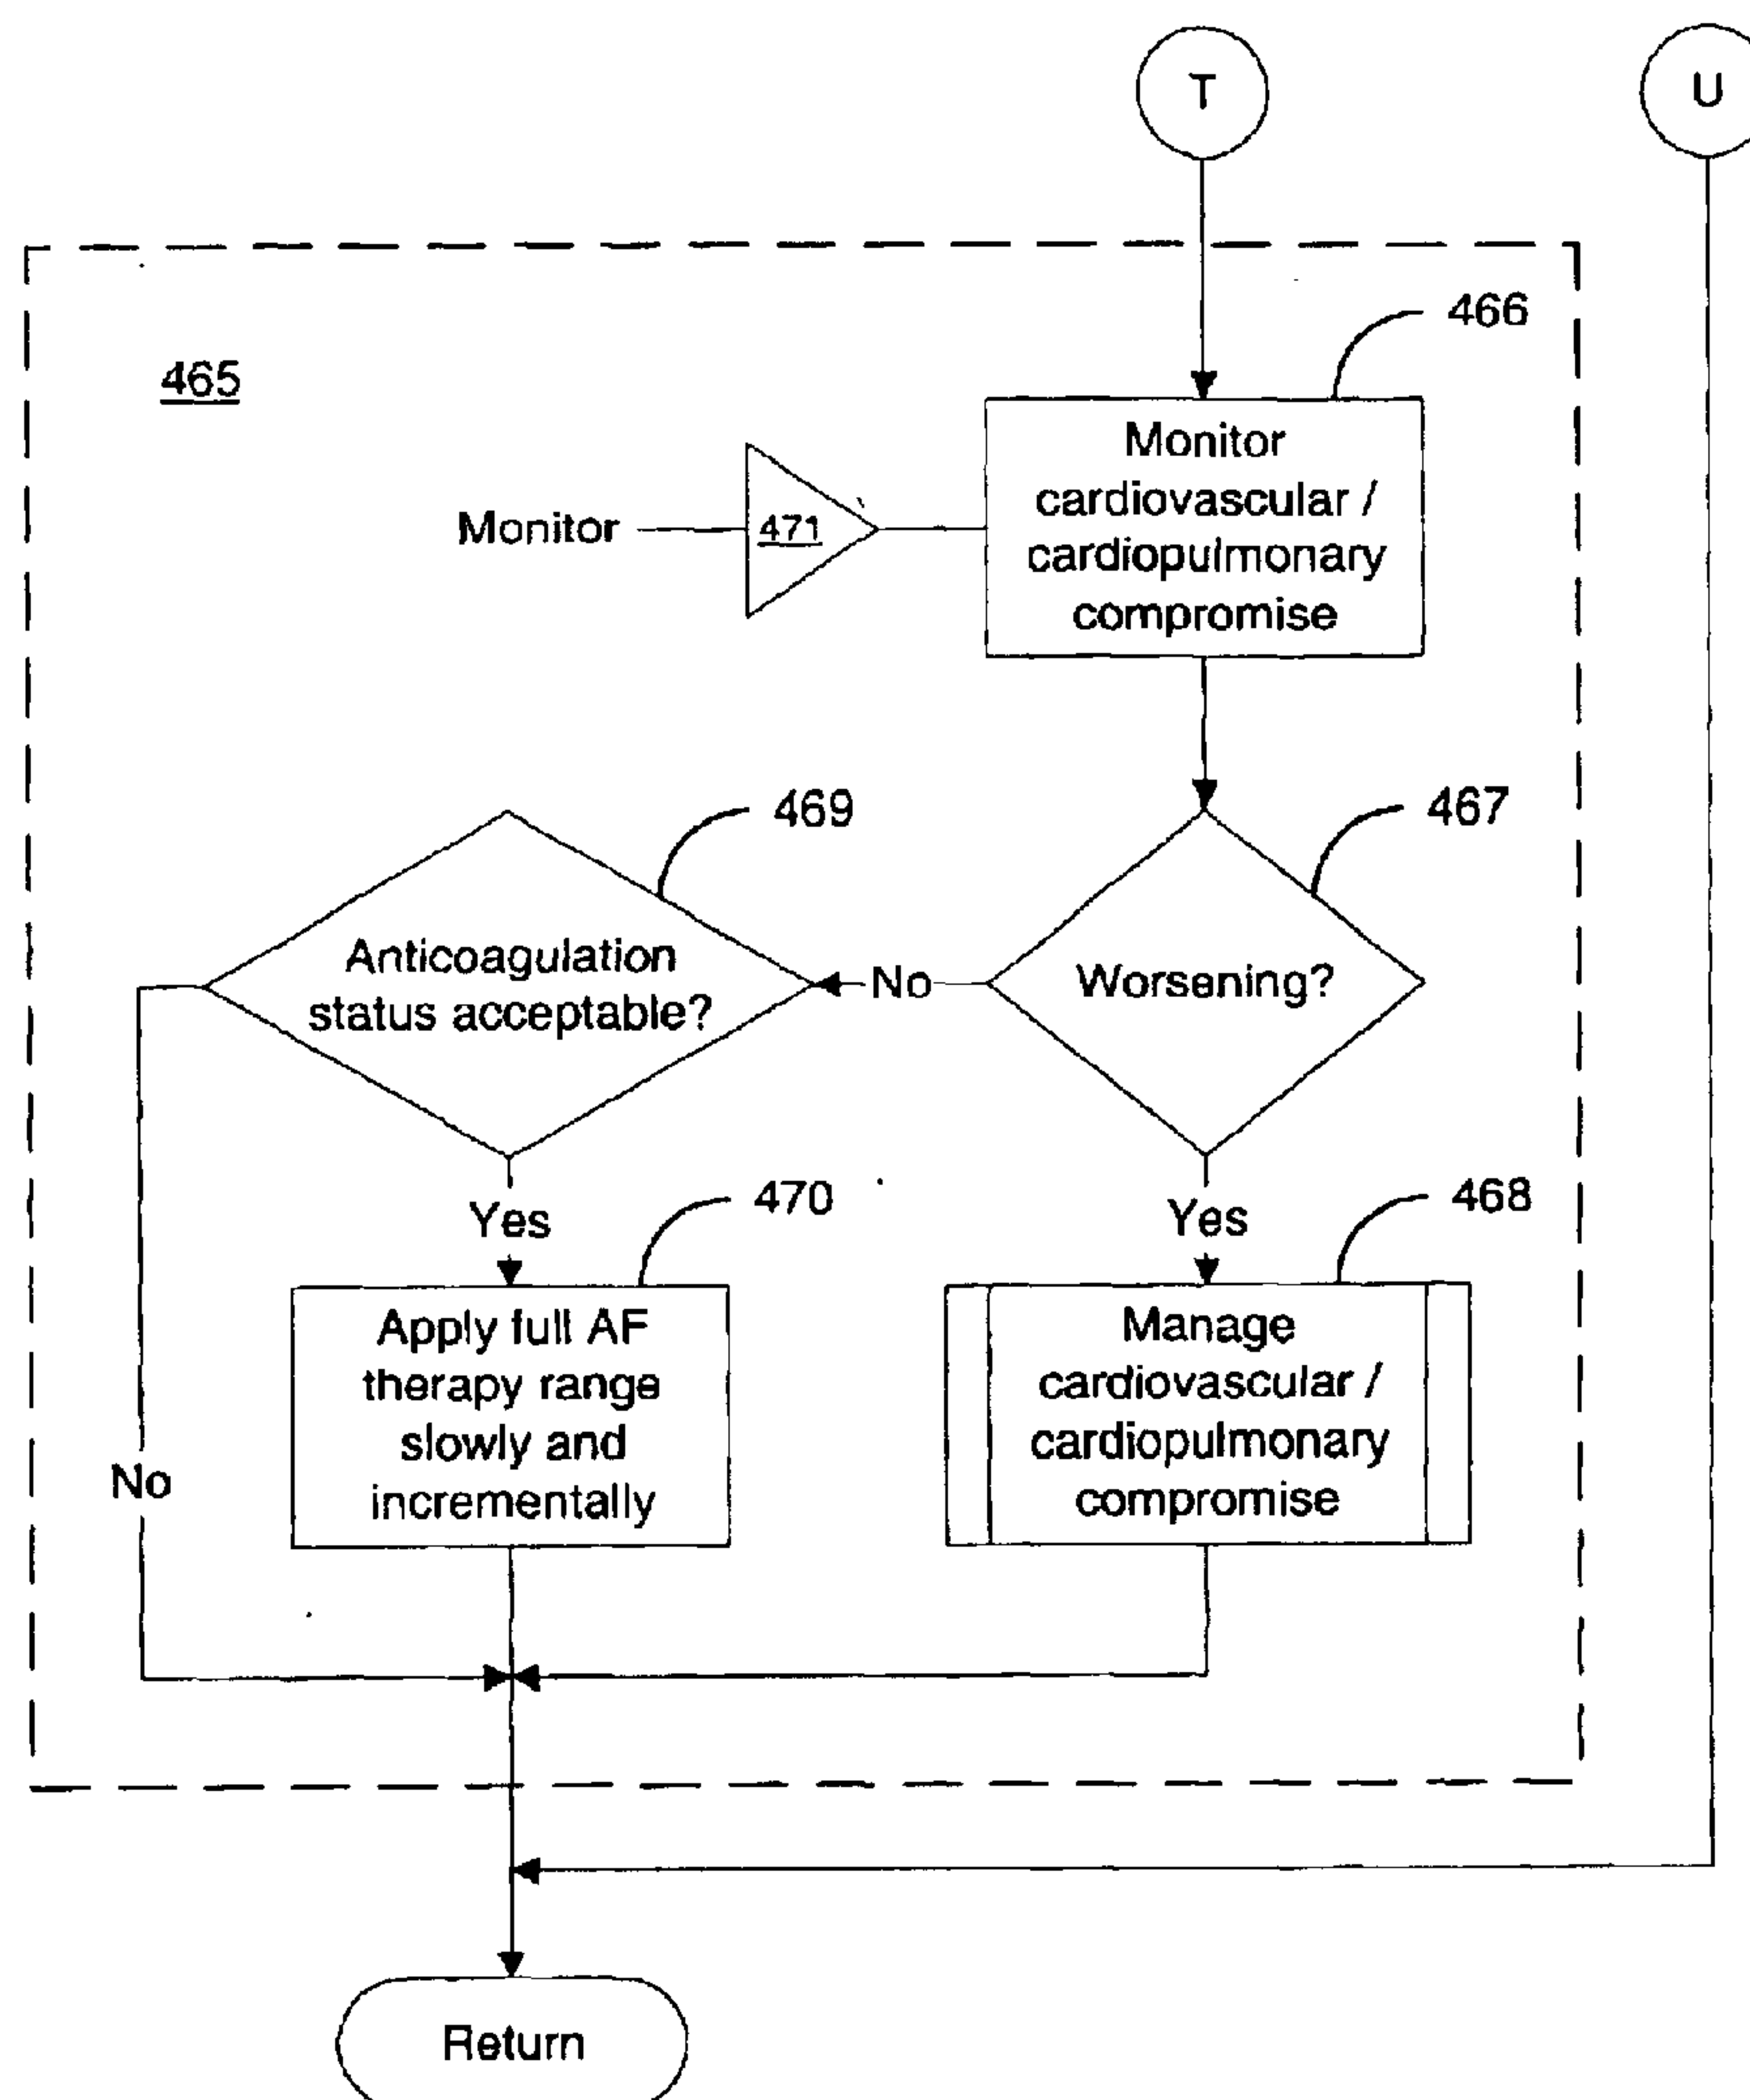 T
U
466
465
Monitor
cardiovascular /
cardiopulmonary
compromise
Monitor
471
469
467
Anticoagulation
status acceptable?
No
Worsening?
Yes
470
Yes
468
Apply full AF
therapy range
slowly and
incrementally
Manage
cardiovascular /
cardiopulmonary
compromise
No
Return